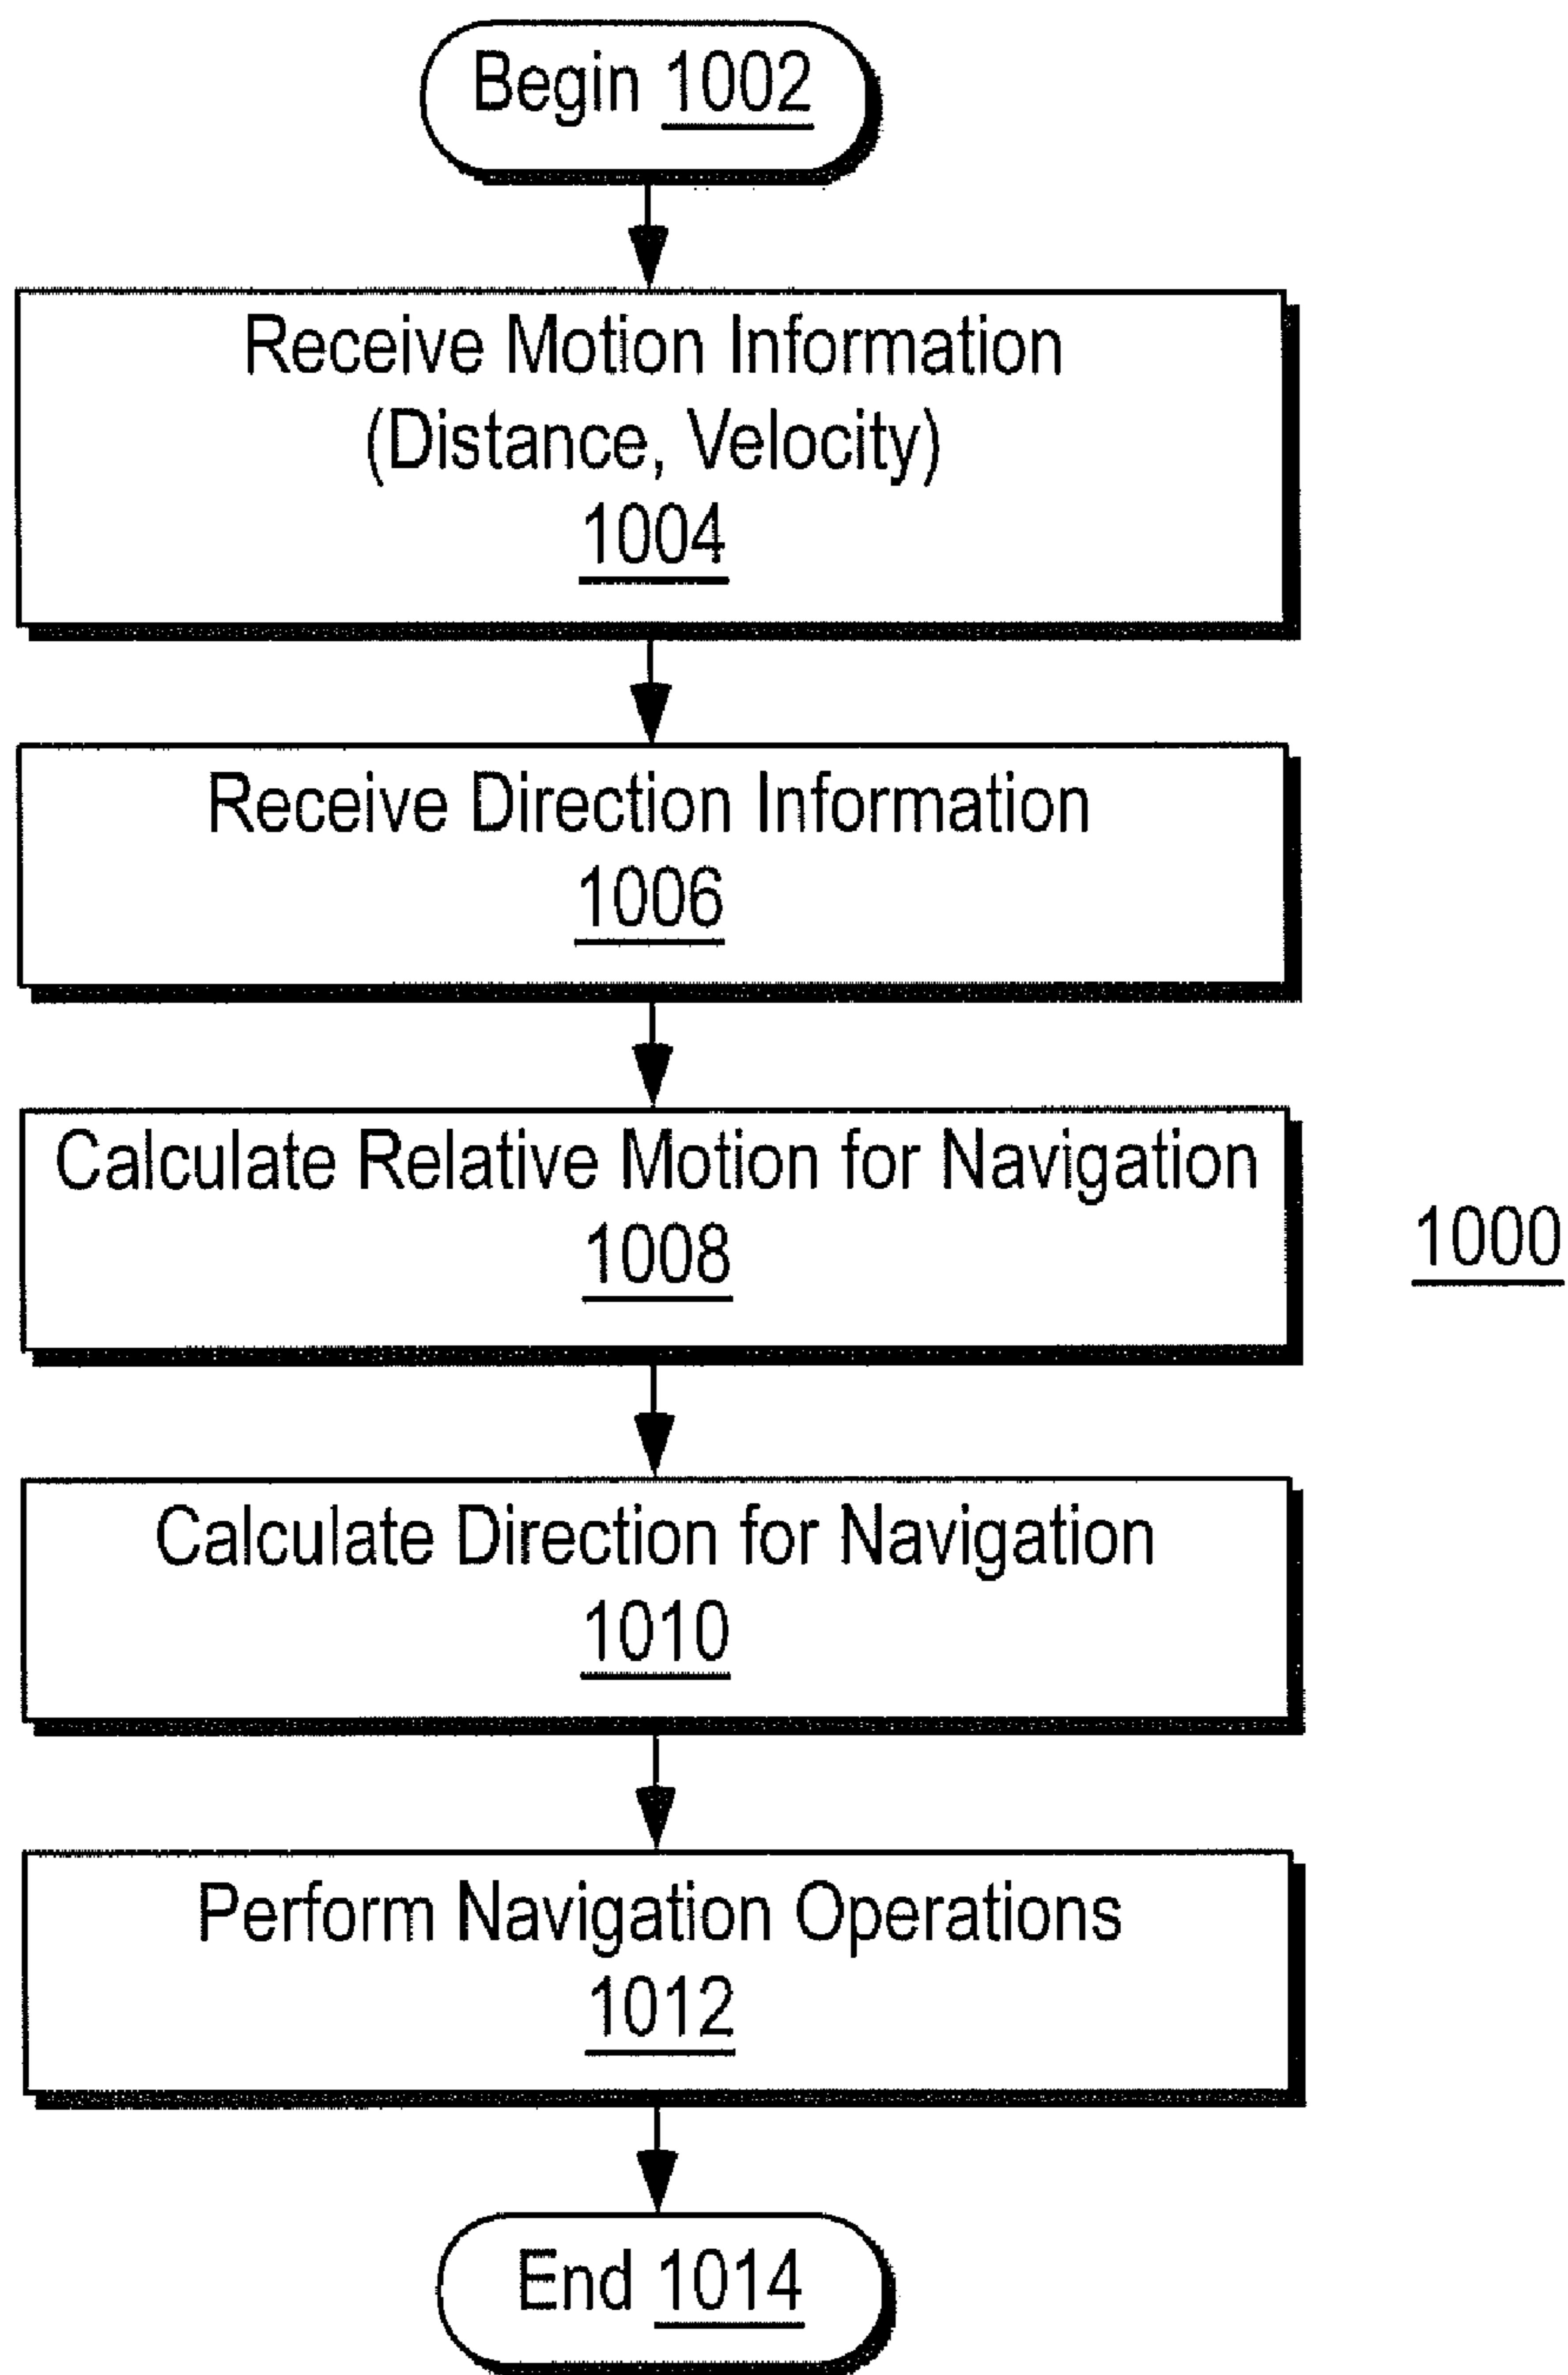 Begin 1002
Receive Motion Information
(Distance, Velocity)
1004
Receive Direction Information
1006
Calculate Relative Motion for Navigation
1008
1000
Calculate Direction for Navigation
1010
Perform Navigation Operations
1012
End 1014